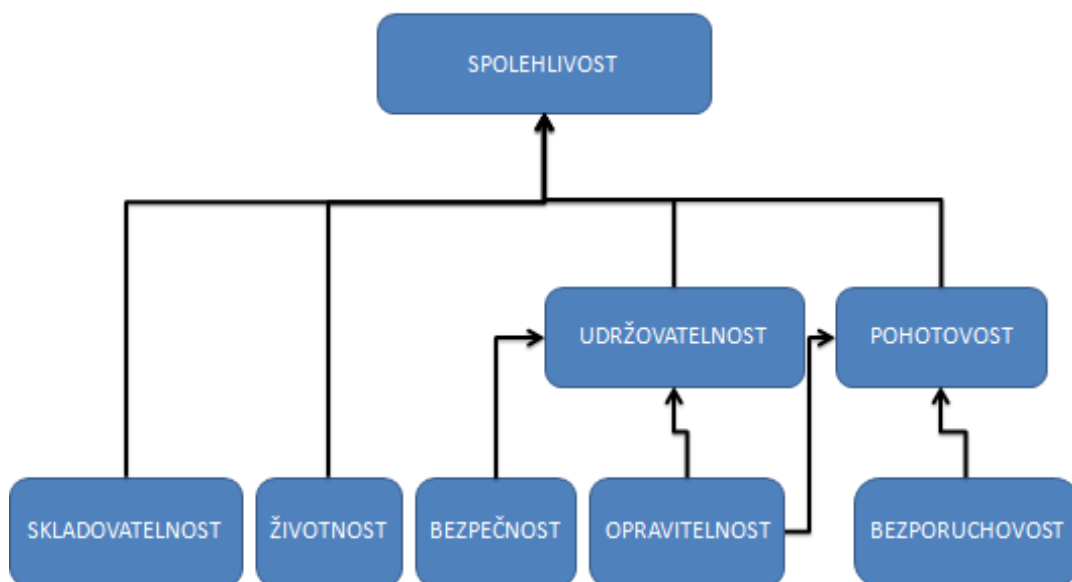 SPOLEHLIVOST
UDRŽOVATELNOST
POHOTOVOST
SKLADOVATELNOST
ŽIVOTNOST
BEZPEČNOST
OPRAVITELNOST
BEZPORUCHOVOST